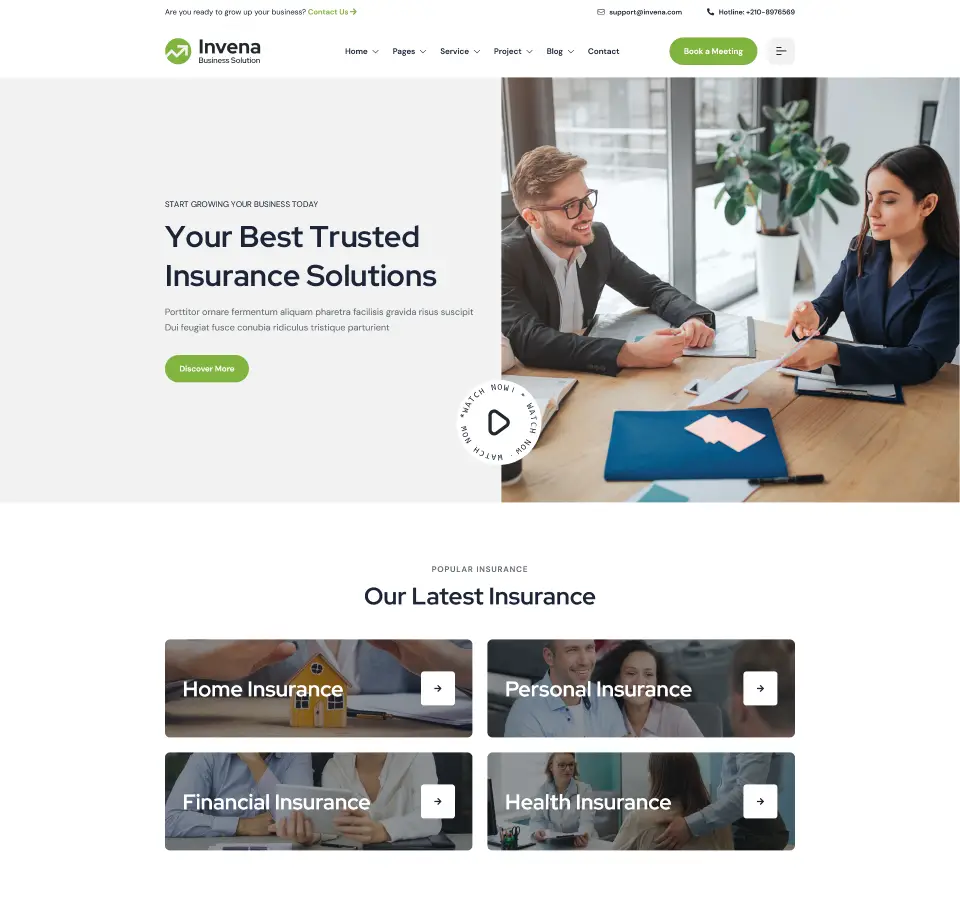 Are you ready to grow up your business? Contact Us
support@invena.com
Hotline: +210-8976569
Invena
Business Solution
Home
Pages
Service
Project
Blog
Contact
Book a Meeting
START GROWING YOUR BUSINESS TODAY
Your Best Trusted
Insurance Solutions
Porttitor ornare fermentum aliquam pharetra facilisis gravida risus suscipit
Dui feugiat fusce conubia ridiculus tristique parturient
Discover More
*WATCH NOW! * WATCH NOW · WATCH NOW
POPULAR INSURANCE
Our Latest Insurance
Home Insurance
Personal Insurance
Financial Insurance
Health Insurance